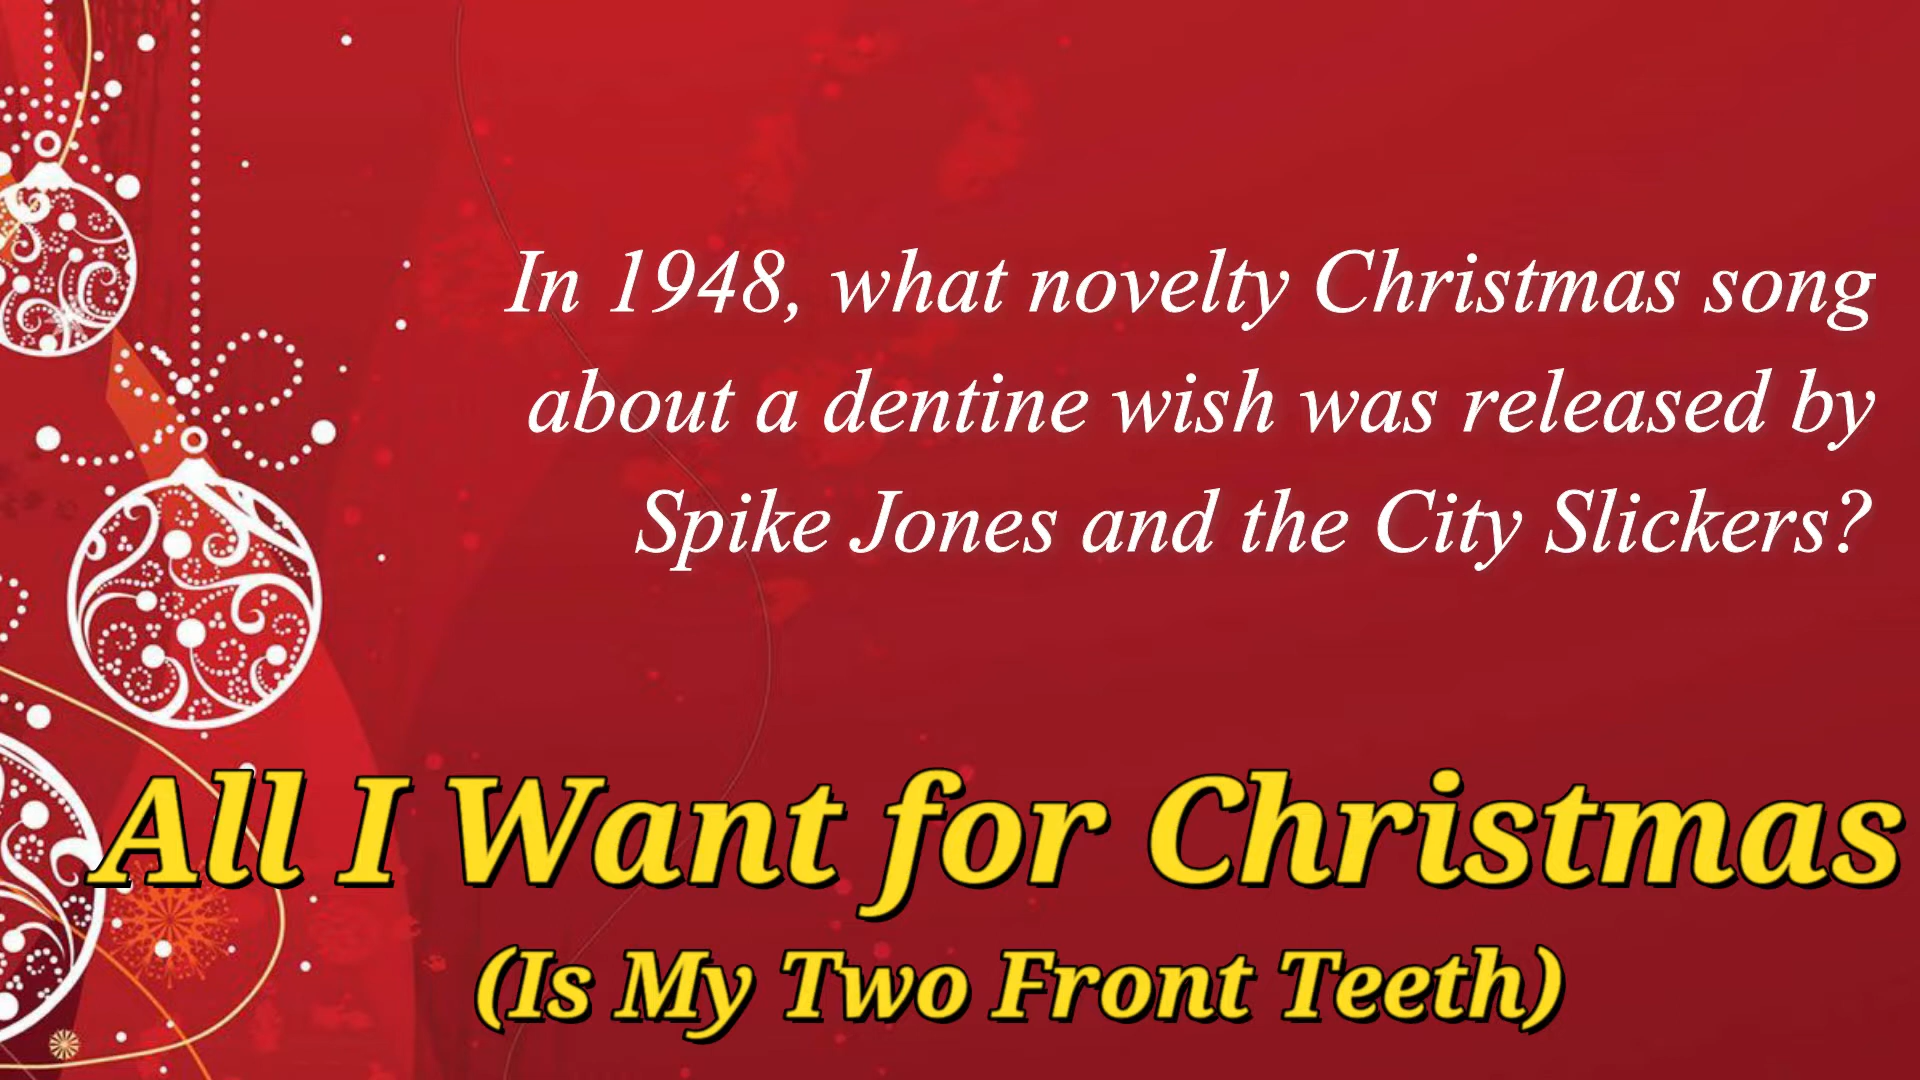 In 1948, what novelty Christmas song
about a dentine wish was released by
Spike Jones and the City Slickers?
All I Want for Christmas
(Is My Two Front Teeth)